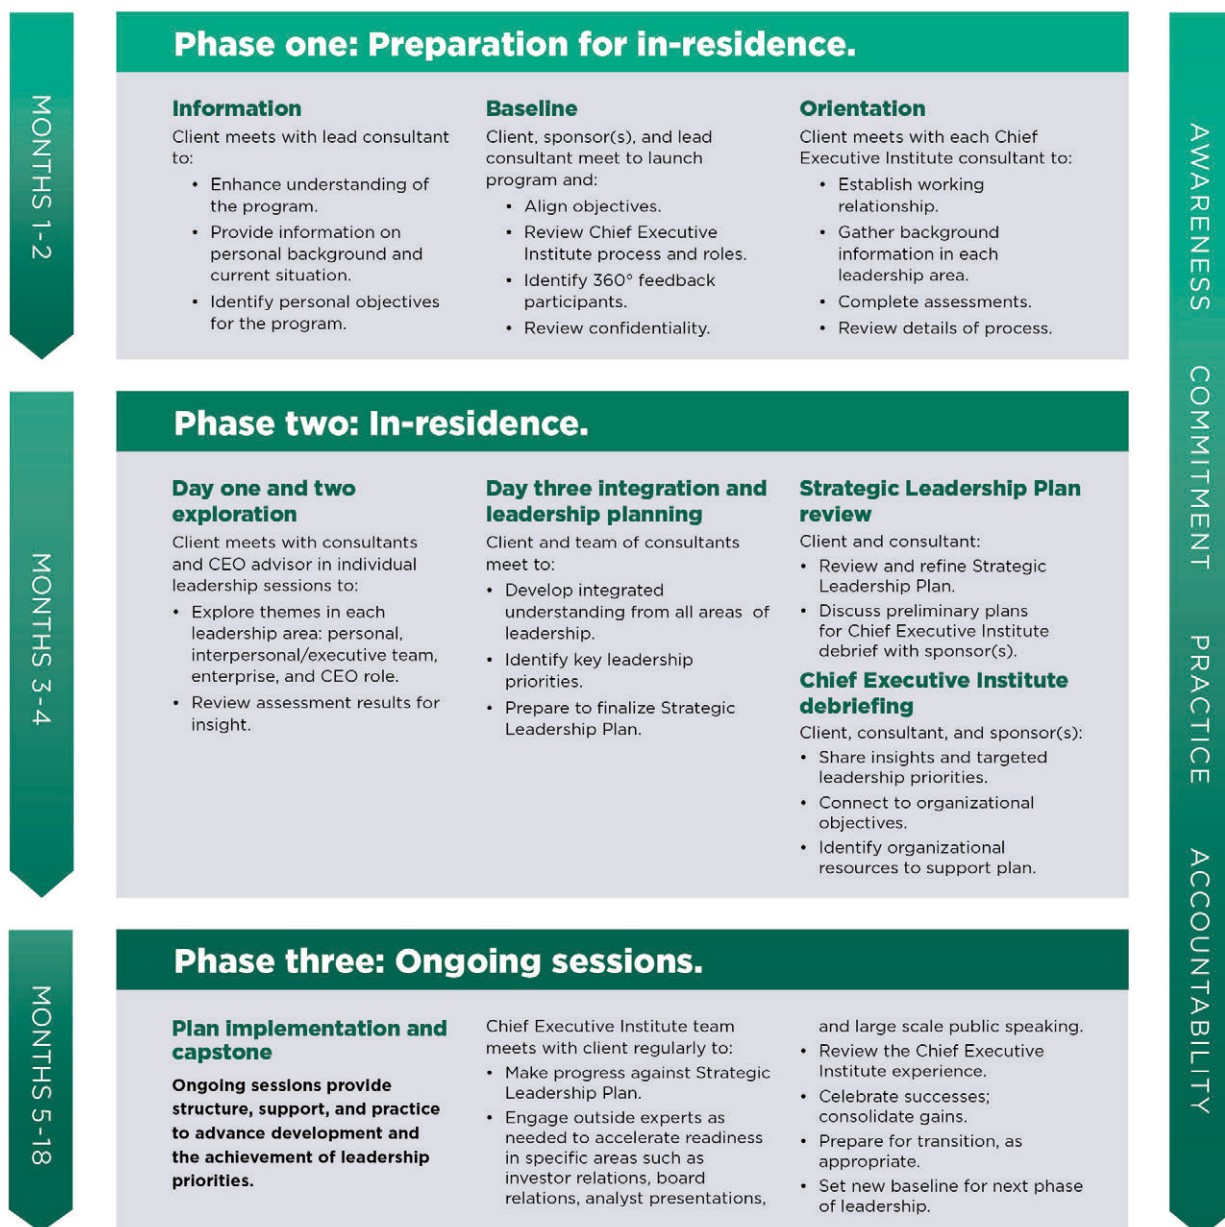 MONTHS 1-2
Phase one: Preparation for in-residence.
Information
Client meets with lead consultant
to:
• Enhance understanding of
the program.
• Provide information on
personal background and
current situation.
• Identify personal objectives
for the program.
Baseline
Client, sponsor(s), and lead
consultant meet to launch
program and:
• Align objectives.
• Review Chief Executive
Institute process and roles.
• Identify 360° feedback
participants.
• Review confidentiality.
Orientation
Client meets with each Chief
Executive Institute consultant to:
• Establish working
relationship.
• Gather background
information in each
leadership area.
• Complete assessments.
• Review details of process.
MONTHS 3-4
Phase two: In-residence.
Day one and two
exploration
Client meets with consultants
and CEO advisor in individual
leadership sessions to:
• Explore themes in each
leadership area: personal,
interpersonal/executive team,
enterprise, and CEO role.
• Review assessment results for
insight.
Day three integration and
leadership planning
Client and team of consultants
meet to:
• Develop integrated
understanding from all areas of
leadership.
• Identify key leadership
priorities.
• Prepare to finalize Strategic
Leadership Plan.
Strategic Leadership Plan
review
Client and consultant:
• Review and refine Strategic
Leadership Plan.
• Discuss preliminary plans
for Chief Executive Institute
debrief with sponsor(s).
Chief Executive Institute
debriefing
Client, consultant, and sponsor(s):
• Share insights and targeted
leadership priorities.
• Connect to organizational
objectives.
• Identify organizational
resources to support plan.
MONTHS 5-18
Phase three: Ongoing sessions.
Plan implementation and
capstone
Ongoing sessions provide
structure, support, and practice
to advance development and
the achievement of leadership
priorities.
Chief Executive Institute team
meets with client regularly to:
• Make progress against Strategic
Leadership Plan.
• Engage outside experts as
needed to accelerate readiness
in specific areas such as
investor relations, board
relations, analyst presentations,
and large scale public speaking.
• Review the Chief Executive
Institute experience.
• Celebrate successes;
consolidate gains.
• Prepare for transition, as
appropriate.
• Set new baseline for next phase
of leadership.
AWARENESS COMMITMENT PRACTICE ACCOUNTABILITY